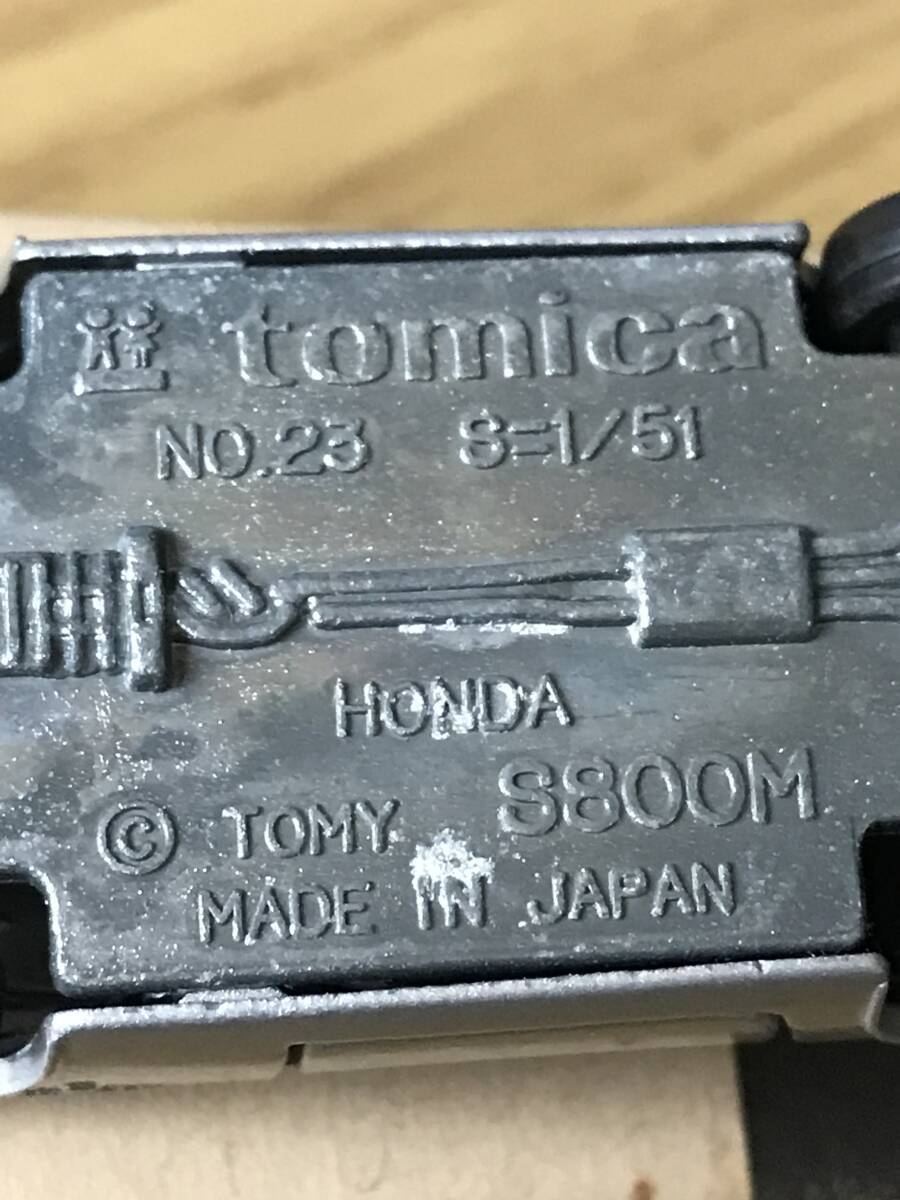 tomica
NO.23 S=1/51
HONDA
S800M
© TOMY
MADE IN JAPAN